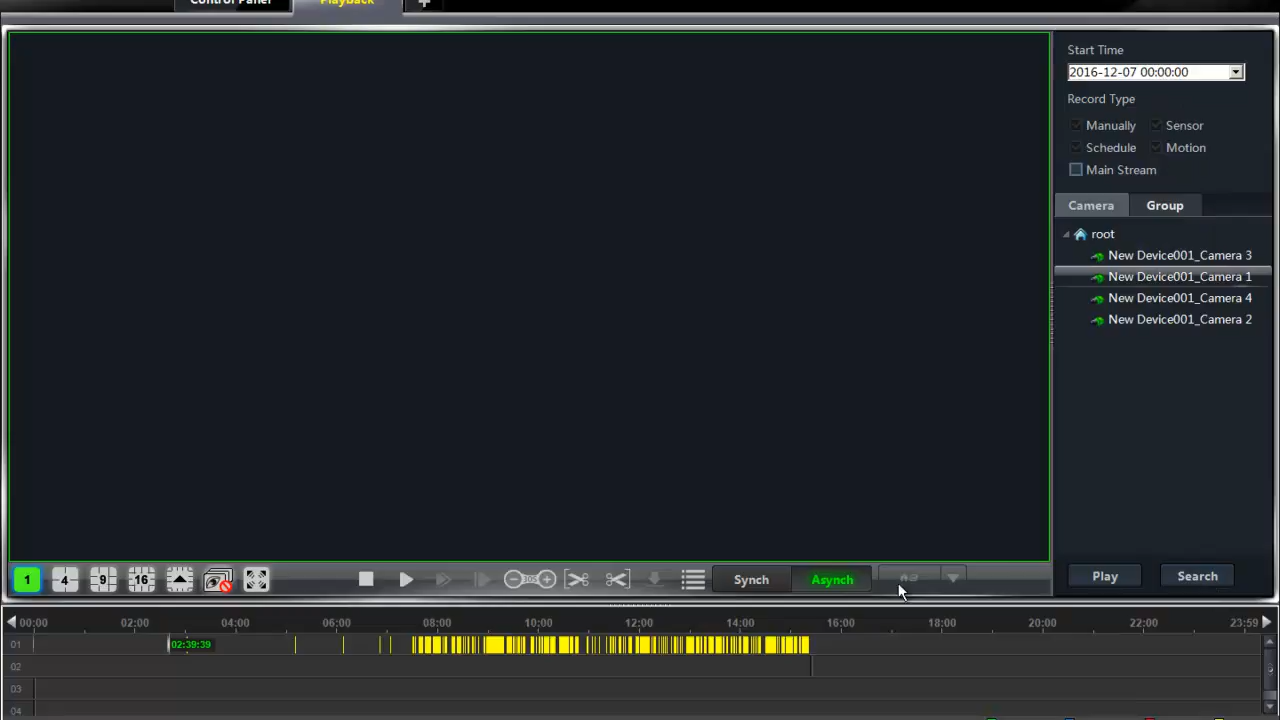 Control Panel Playback +
Start Time
2016-12-07 00:00:00
Record Type
Manually Sensor
Schedule Motion
Main Stream
Camera Group
root
New Device001_Camera 3
New Device001_Camera 1
New Device001_Camera 4
New Device001_Camera 2
1 4 9 16 30S Synch Asynch Play Search
00:00 02:00 04:00 06:00 08:00 10:00 12:00 14:00 16:00 18:00 20:00 22:00 23:59
01 02:39:39
02
03
04